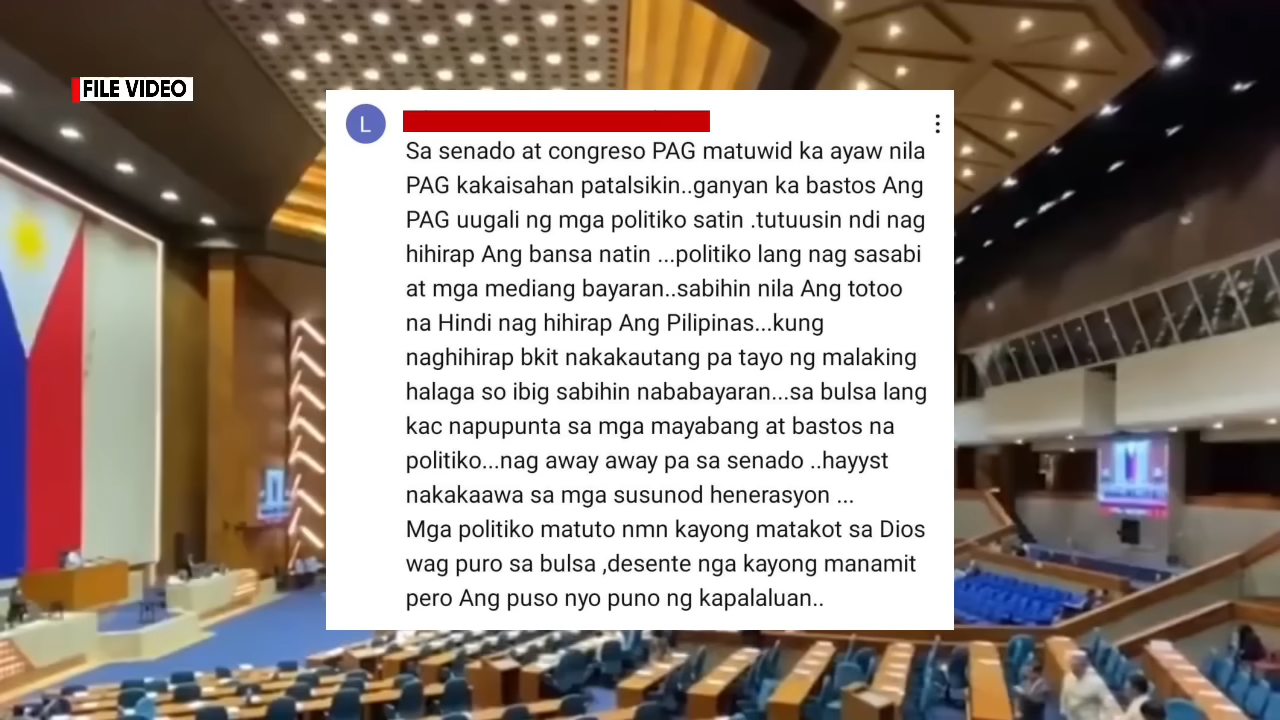 FILE VIDEO
L
Sa senado at congreso PAG matuwid ka ayaw nila
PAG kakaisahan patalsikin..ganyan ka bastos Ang
PAG uugali ng mga politiko satin .tutuusin ndi nag
hihirap Ang bansa natin ...politiko lang nag sasabi
at mga mediang bayaran..sabihin nila Ang totoo
na Hindi nag hihirap Ang Pilipinas...kung
naghihirap bkit nakakautang pa tayo ng malaking
halaga so ibig sabihin nababayaran...sa bulsa lang
kac napupunta sa mga mayabang at bastos na
politiko...nag away away pa sa senado ..hayyst
nakakaawa sa mga susunod henerasyon ...
Mga politiko matuto nmn kayong matakot sa Dios
wag puro sa bulsa ,desente nga kayong manamit
pero Ang puso nyo puno ng kapalaluan..